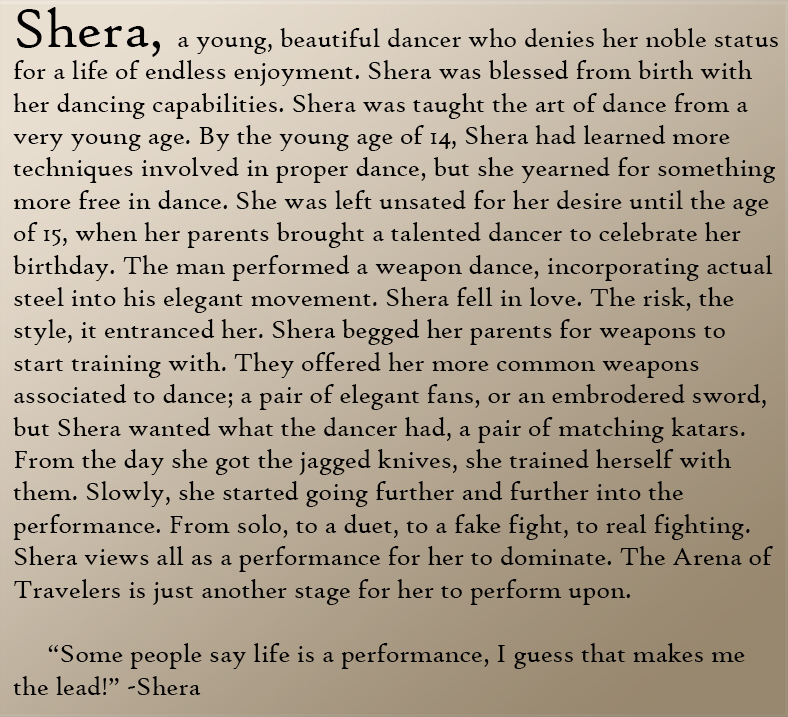 Shera, a young, beautiful dancer who denies her noble status
for a life of endless enjoyment. Shera was blessed from birth with
her dancing capabilities. Shera was taught the art of dance from a
very young age. By the young age of 14, Shera had learned more
techniques involved in proper dance, but she yearned for something
more free in dance. She was left unsated for her desire until the age
of 15, when her parents brought a talented dancer to celebrate her
birthday. The man performed a weapon dance, incorporating actual
steel into his elegant movement. Shera fell in love. The risk, the
style, it entranced her. Shera begged her parents for weapons to
start training with. They offered her more common weapons
associated to dance; a pair of elegant fans, or an embrodered sword,
but Shera wanted what the dancer had, a pair of matching katars.
From the day she got the jagged knives, she trained herself with
them. Slowly, she started going further and further into the
performance. From solo, to a duet, to a fake fight, to real fighting.
Shera views all as a performance for her to dominate. The Arena of
Travelers is just another stage for her to perform upon.
“Some people say life is a performance, I guess that makes me
the lead!” -Shera